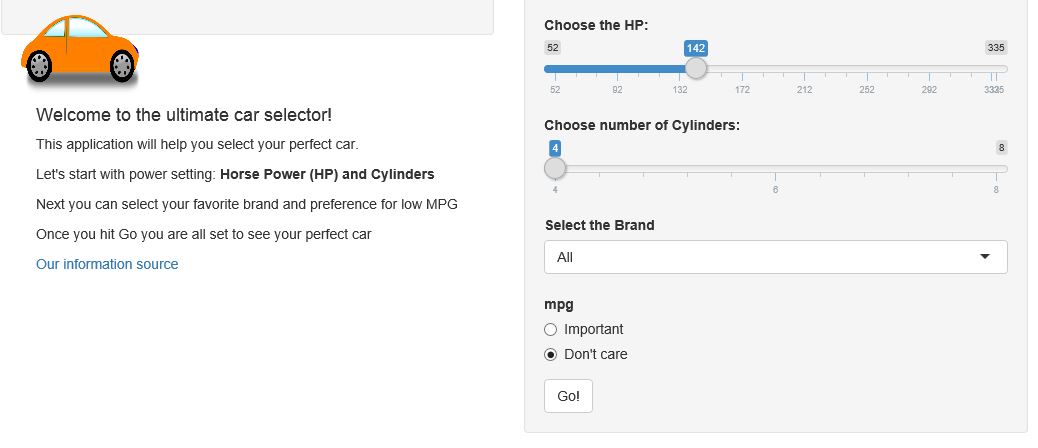 Welcome to the ultimate car selector!
This application will help you select your perfect car.
Let's start with power setting: Horse Power (HP) and Cylinders
Next you can select your favorite brand and preference for low MPG
Once you hit Go you are all set to see your perfect car
Our information source
Choose the HP:
52 142 335
52 92 132 172 212 252 292
Choose number of Cylinders:
4 8
4 6 8
Select the Brand
All
mpg
Important
Don't care
Go!